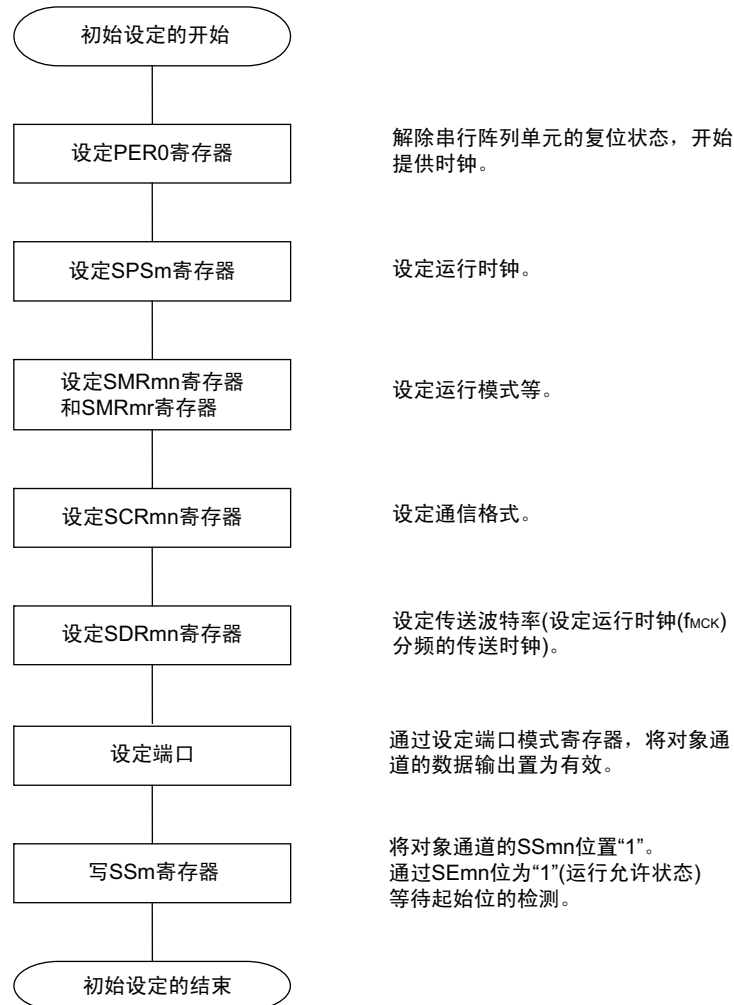 初始设定的开始
设定PER0寄存器
解除串行阵列单元的复位状态，开始
提供时钟。
设定SPSm寄存器
设定运行时钟。
设定SMRmn寄存器
和SMRmr寄存器
设定运行模式等。
设定SCRmn寄存器
设定通信格式。
设定SDRmn寄存器
设定传送波特率(设定运行时钟(fMCK)
分频的传送时钟)。
设定端口
通过设定端口模式寄存器，将对象通
道的数据输出置为有效。
写SSm寄存器
将对象通道的SSmn位置“1”。
通过SEmn位为“1”(运行允许状态)
等待起始位的检测。
初始设定的结束